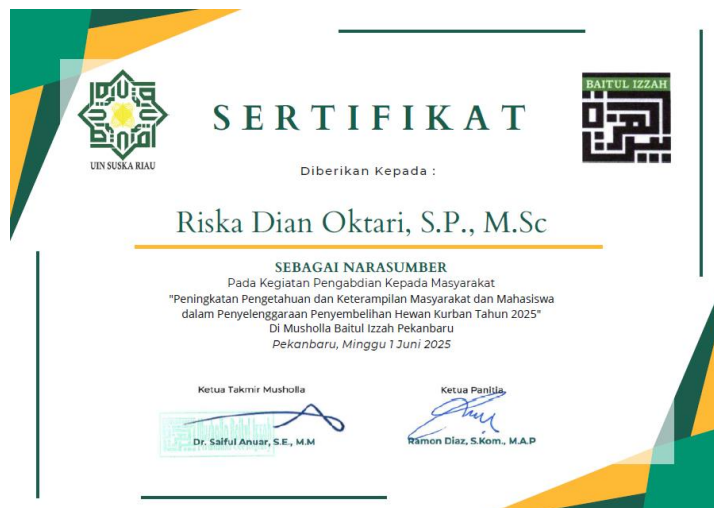 UIN SUSKA RIAU
BAITUL IZZAH
SERTIFIKAT
Diberikan Kepada :
Riska Dian Oktari, S.P., M.Sc
SEBAGAI NARASUMBER
Pada Kegiatan Pengabdian Kepada Masyarakat
"Peningkatan Pengetahuan dan Keterampilan Masyarakat dan Mahasiswa
dalam Penyelenggaraan Penyembelihan Hewan Kurban Tahun 2025"
Di Musholla Baitul Izzah Pekanbaru
Pekanbaru, Minggu 1 Juni 2025
Ketua Takmir Musholla
Ketua Panitia
Dr. Saiful Anuar, S.E., M.M
Ramon Diaz, S.Kom., M.A.P